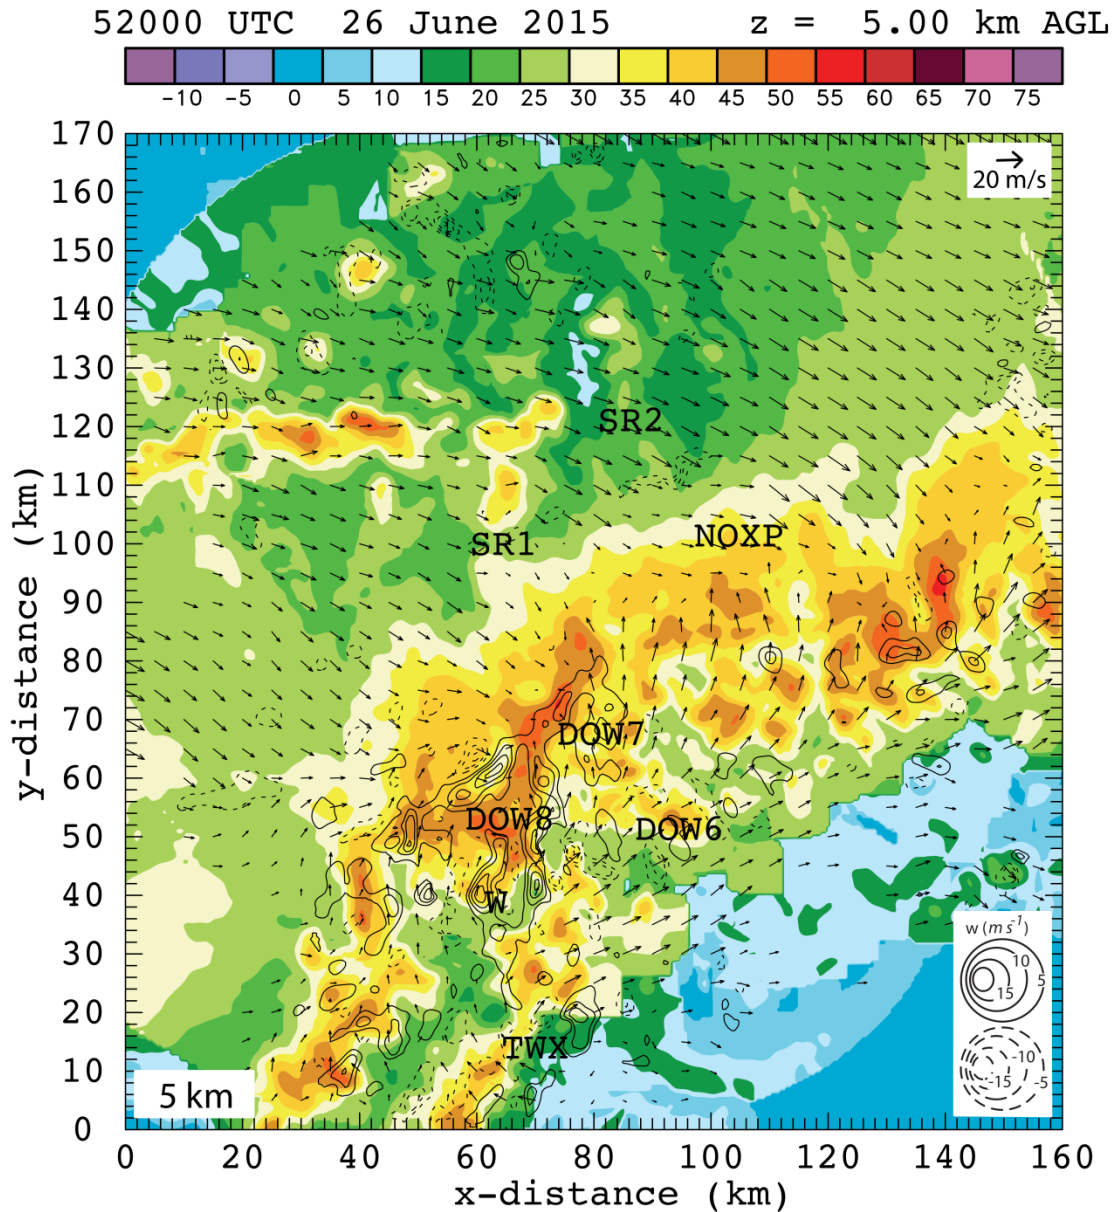 52000 UTC 26 June 2015 z = 5.00 km AGL
-10 -5 0 5 10 15 20 25 30 35 40 45 50 55 60 65 70 75
20 m/s
170
160
150
140
130
120
110
100
90
80
70
60
50
40
30
20
10
0
y-distance (km)
SR2
SR1
NOXP
DOW7
DOW8
DOW6
W
TWX
w (m s-1)
10
5
15
-10
-15
-5
5 km
0 20 40 60 80 100 120 140 160
x-distance (km)